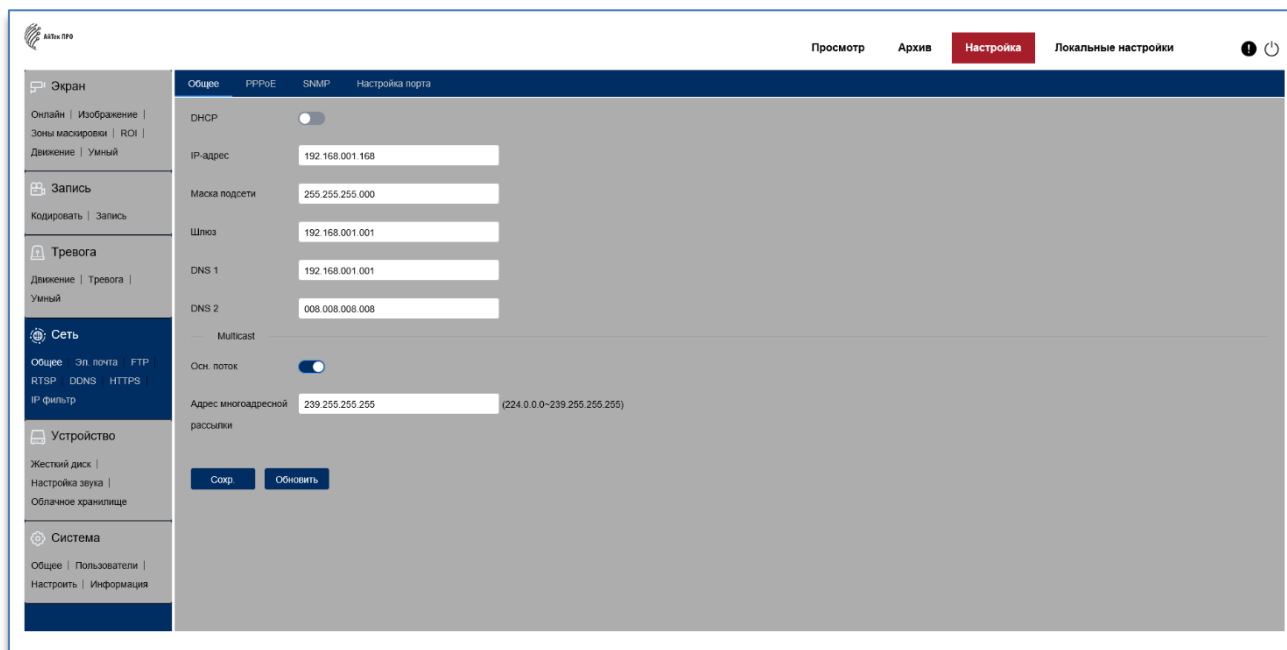 АйТек ПРО
Просмотр Архив Настройка Локальные настройки
Экран
Онлайн | Изображение |
Зоны маскировки | ROI |
Движение | Умный
Запись
Кодировать | Запись
Тревога
Движение | Тревога |
Умный
Сеть
Общее | Эл. почта | FTP |
RTSP | DDNS | HTTPS |
IP фильтр
Устройство
Жесткий диск |
Настройка звука |
Облачное хранилище
Система
Общее | Пользователи |
Настроить | Информация
Общее PPPoE SNMP Настройка порта
DHCP
IP-адрес 192.168.001.168
Маска подсети 255.255.255.000
Шлюз 192.168.001.001
DNS 1 192.168.001.001
DNS 2 008.008.008.008
Multicast
Осн. поток
Адрес многоадресной 239.255.255.255 (224.0.0.0~239.255.255.255)
рассылки
Сохр. Обновить